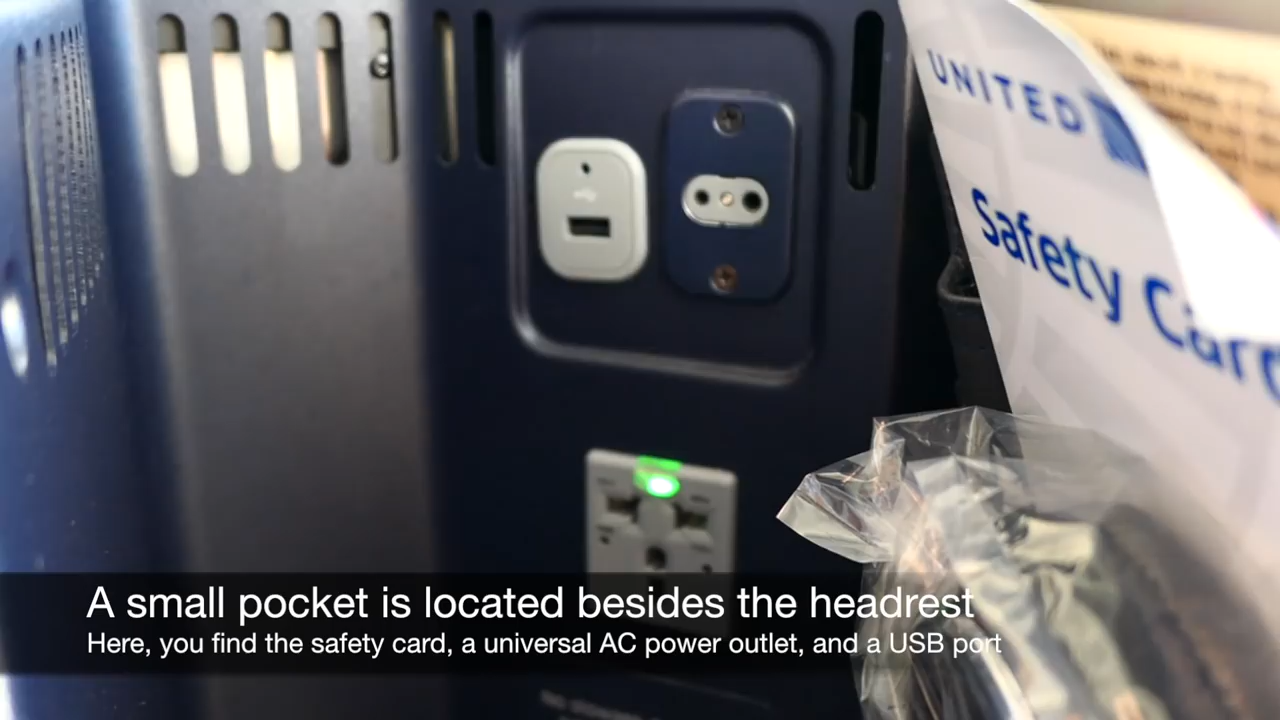 UNITED
Safety Card
A small pocket is located besides the headrest
Here, you find the safety card, a universal AC power outlet, and a USB port